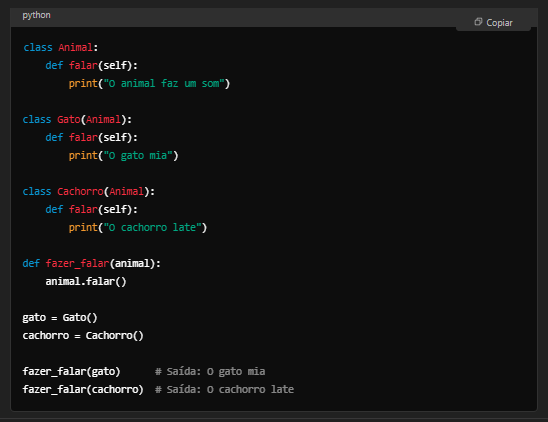 python
Copiar
class Animal:
    def falar(self):
        print("O animal faz um som")
class Gato(Animal):
    def falar(self):
        print("O gato mia")
class Cachorro(Animal):
    def falar(self):
        print("O cachorro late")
def fazer_falar(animal):
    animal.falar()
gato = Gato()
cachorro = Cachorro()
fazer_falar(gato)      # Saída: O gato mia
fazer_falar(cachorro)  # Saída: O cachorro late